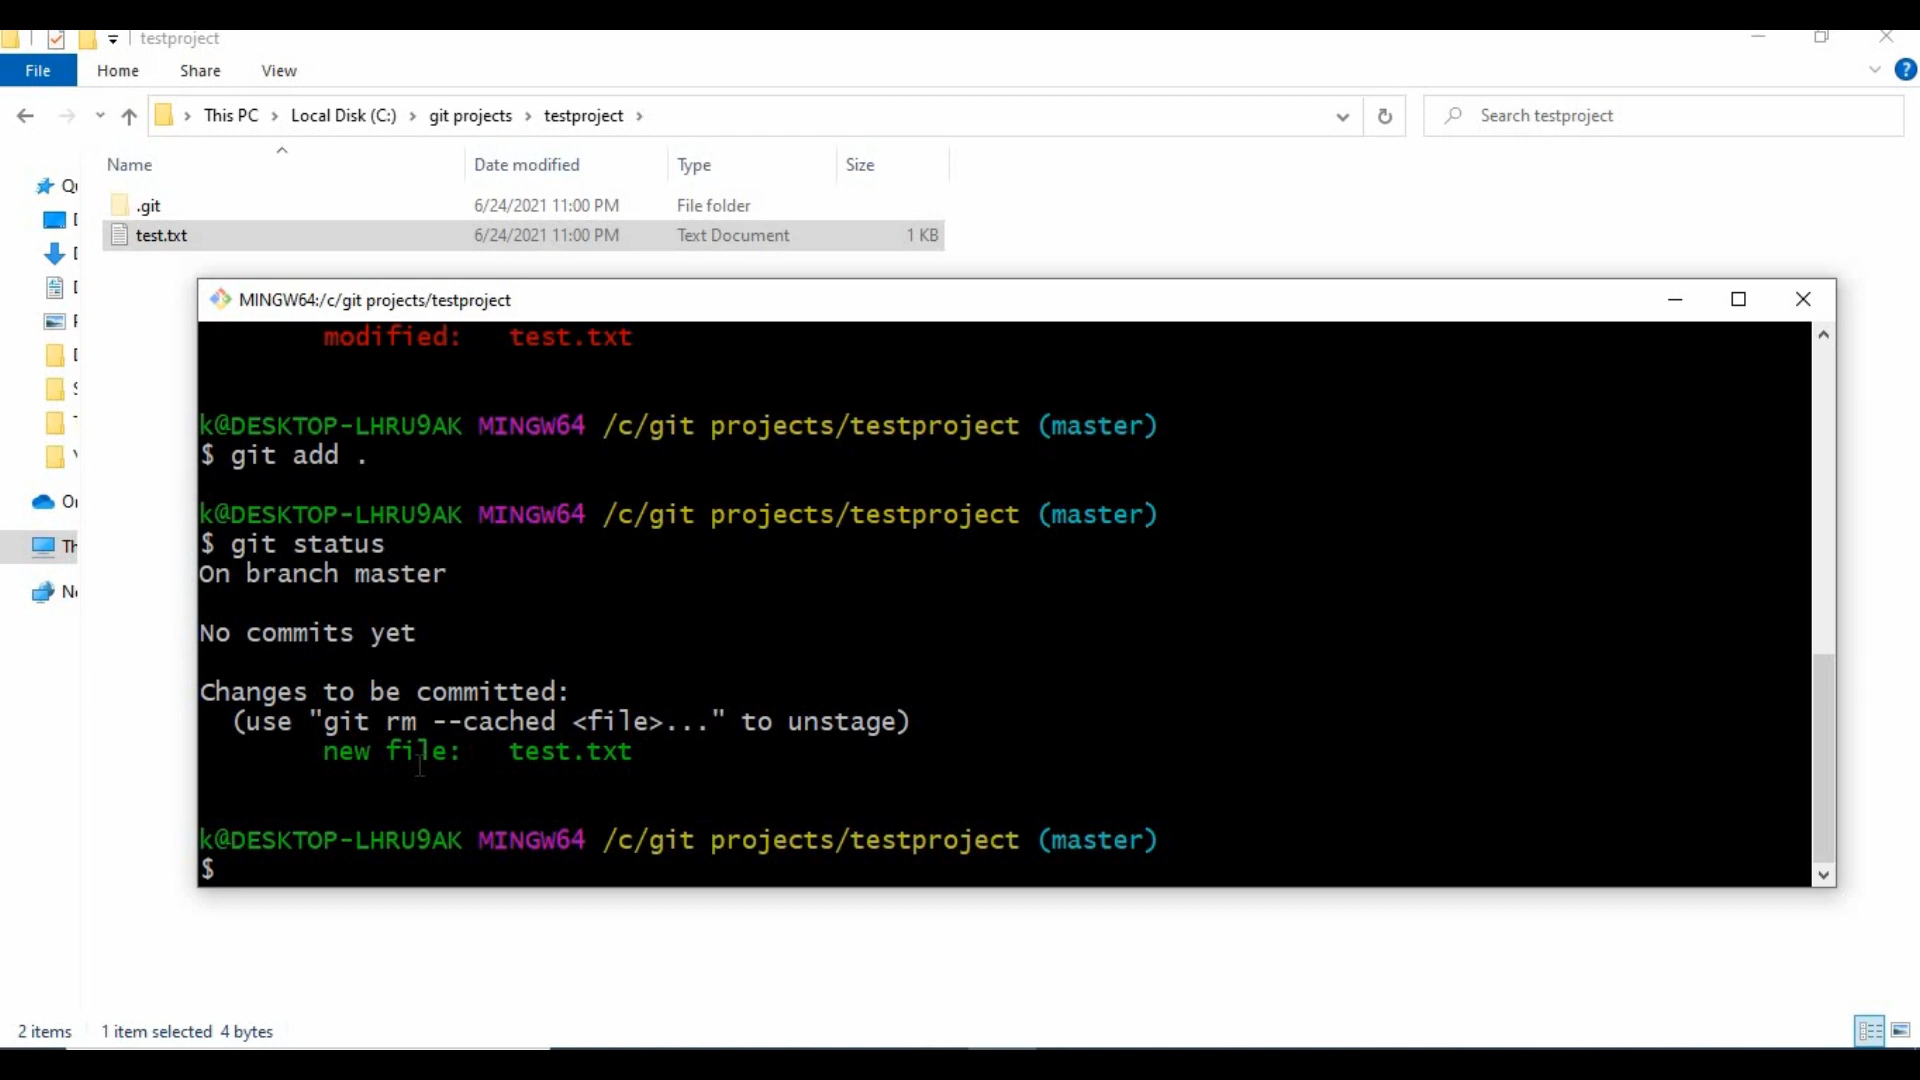 testproject
File Home Share View
This PC > Local Disk (C:) > git projects > testproject >
Search testproject
Name Date modified Type Size
.git 6/24/2021 11:00 PM File folder
test.txt 6/24/2021 11:00 PM Text Document 1 KB
MINGW64:/c/git projects/testproject
modified: test.txt
k@DESKTOP-LHRU9AK MINGW64 /c/git projects/testproject (master)
$ git add .
k@DESKTOP-LHRU9AK MINGW64 /c/git projects/testproject (master)
$ git status
On branch master
No commits yet
Changes to be committed:
(use "git rm --cached <file>..." to unstage)
new file: test.txt
k@DESKTOP-LHRU9AK MINGW64 /c/git projects/testproject (master)
$
2 items 1 item selected 4 bytes